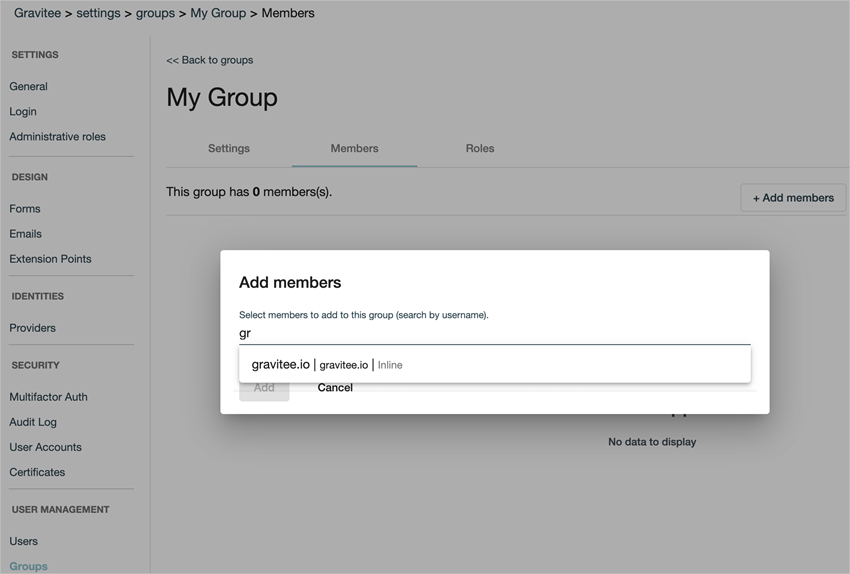 Gravitee > settings > groups > My Group > Members
SETTINGS
General
Login
Administrative roles
DESIGN
Forms
Emails
Extension Points
IDENTITIES
Providers
SECURITY
Multifactor Auth
Audit Log
User Accounts
Certificates
USER MANAGEMENT
Users
Groups
<< Back to groups
My Group
Settings Members Roles
This group has 0 members(s).
+ Add members
Add members
Select members to add to this group (search by username).
gr
gravitee.io | gravitee.io | Inline
Add Cancel
No data to display